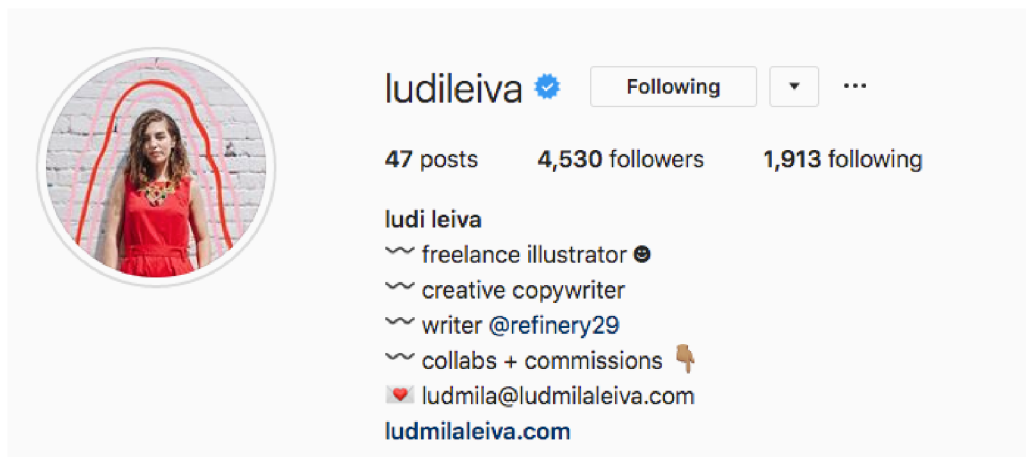 ludileiva Following
47 posts 4,530 followers 1,913 following
ludi leiva
〰 freelance illustrator ☻
〰 creative copywriter
〰 writer @refinery29
〰 collabs + commissions 👇🏽
💌 ludmila@ludmilaleiva.com
ludmilaleiva.com